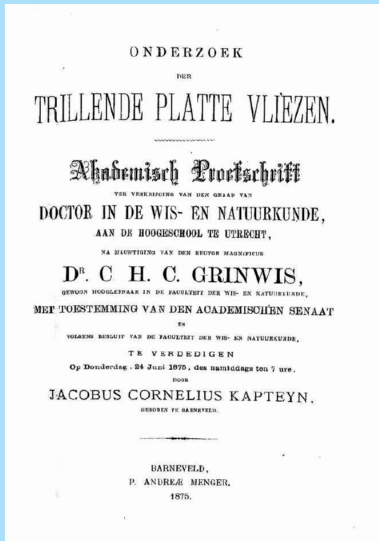 ONDERZOEK
DER
TRILLENDE PLATTE VLIEZEN.
Akademisch Proefschrift
TER VERKRIJGING VAN DEN GRAAD VAN
DOCTOR IN DE WIS- EN NATUURKUNDE,
AAN DE HOOGESCHOOL TE UTRECHT,
NA MACHTIGING VAN DEN RECTOR MAGNIFICUS
DR. C H. C. GRINWIS,
GEWOON HOOGLEERAAR IN DE FACULTEIT DER WIS- EN NATUURKUNDE,
MET TOESTEMMING VAN DEN ACADEMISCHEN SENAAT
EN
VOLGENS BESLUIT VAN DE FACULTEIT DER WIS- EN NATUURKUNDE,
TE VERDEDIGEN
Op Donderdag . 24 Juni 1875, des namiddags ten 7 ure.
DOOR
JACOBUS CORNELIUS KAPTEYN,
GEBOREN TE BARNEVELD.
BARNEVELD,
P. ANDREÆ MENGER.
1875.